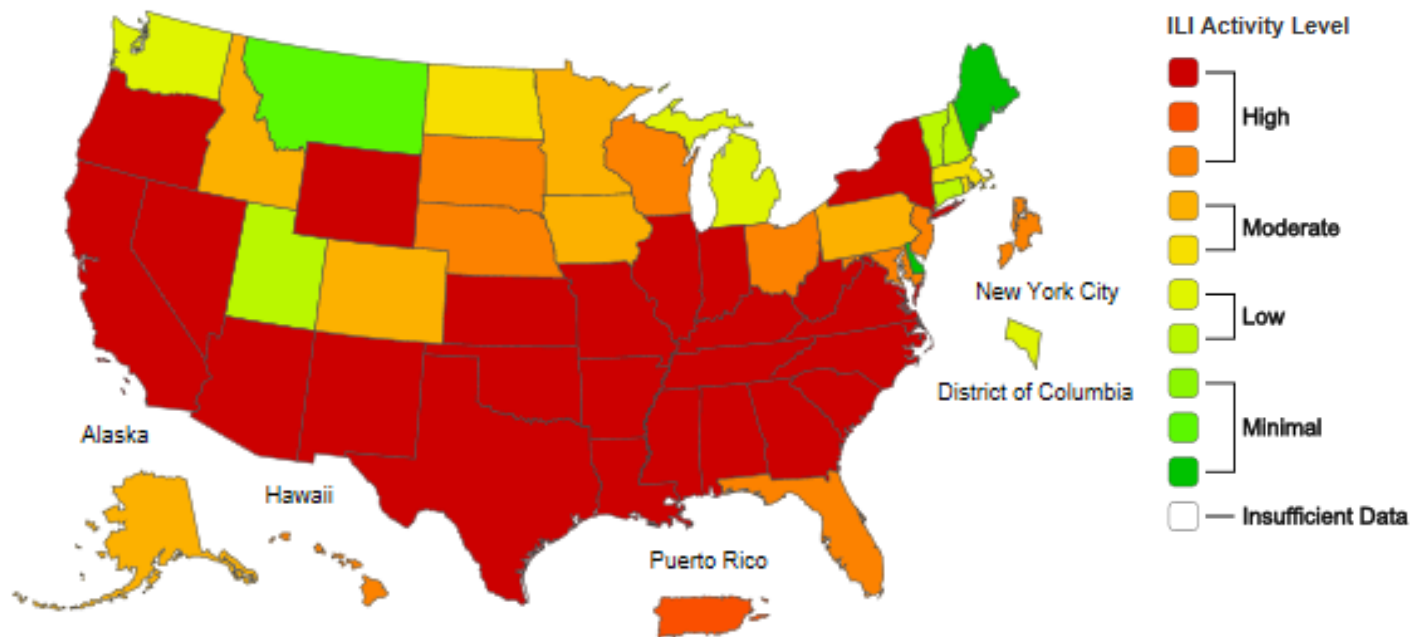 ILI Activity Level
High
Moderate
Low
Minimal
Insufficient Data
New York City
District of Columbia
Alaska
Hawaii
Puerto Rico